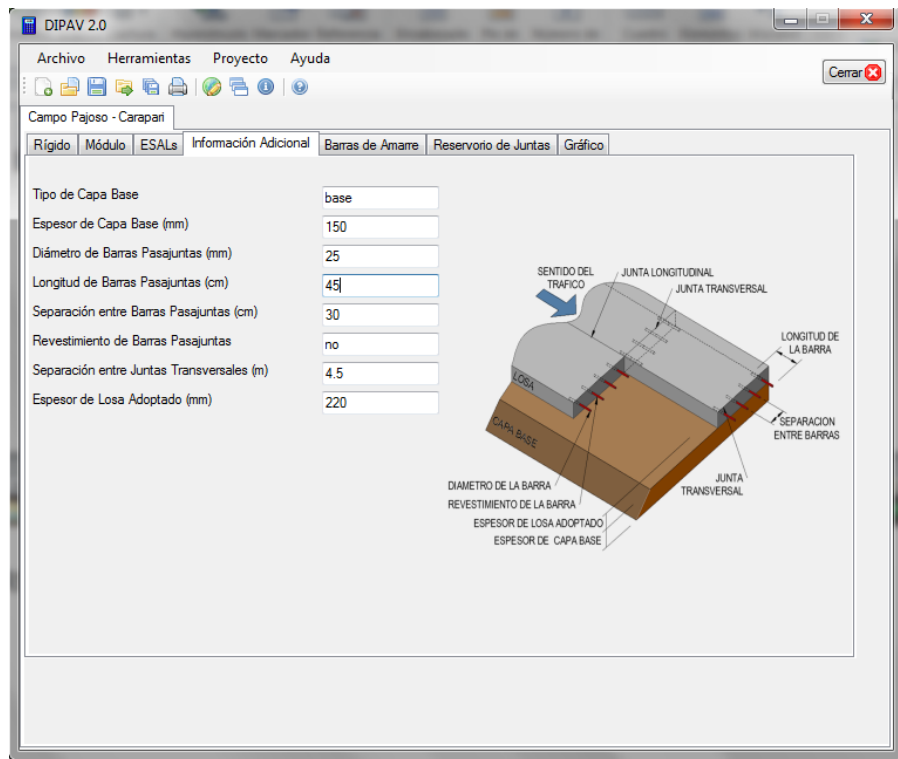 DIPAV 2.0
Archivo Herramientas Proyecto Ayuda
Cerrar
Campo Pajoso - Carapari
Rígido Módulo ESALs Información Adicional Barras de Amarre Reservorio de Juntas Gráfico
Tipo de Capa Base base
Espesor de Capa Base (mm) 150
Diámetro de Barras Pasajuntas (mm) 25
Longitud de Barras Pasajuntas (cm) 45
Separación entre Barras Pasajuntas (cm) 30
Revestimiento de Barras Pasajuntas no
Separación entre Juntas Transversales (m) 4.5
Espesor de Losa Adoptado (mm) 220
SENTIDO DEL
TRAFICO
JUNTA LONGITUDINAL
JUNTA TRANSVERSAL
LONGITUD DE
LA BARRA
LOSA
CAPA BASE
SEPARACION
ENTRE BARRAS
JUNTA
TRANSVERSAL
DIAMETRO DE LA BARRA
REVESTIMIENTO DE LA BARRA
ESPESOR DE LOSA ADOPTADO
ESPESOR DE CAPA BASE